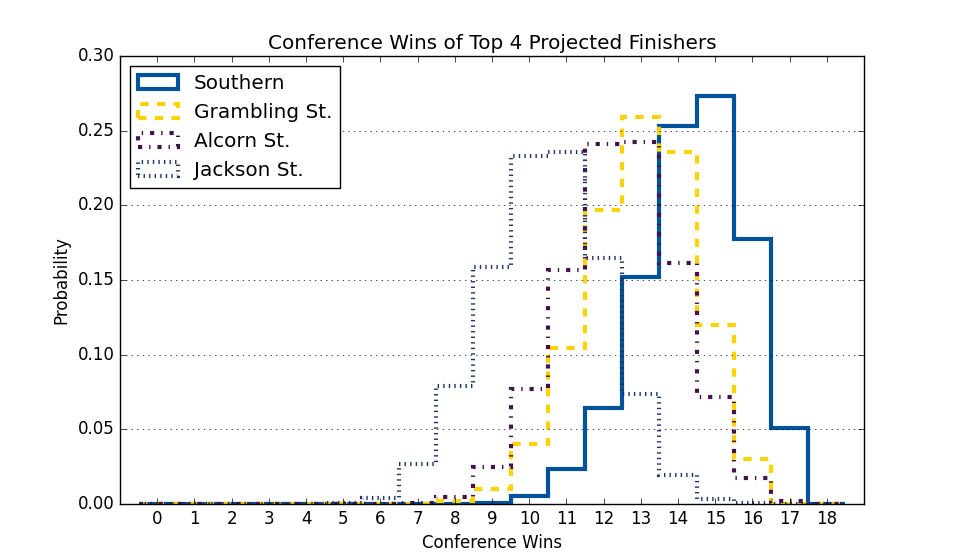 Conference Wins of Top 4 Projected Finishers
Southern
Grambling St.
Alcorn St.
Jackson St.
0.30
0.25
0.20
0.15
0.10
0.05
0.00
Probability
0 1 2 3 4 5 6 7 8 9 10 11 12 13 14 15 16 17 18
Conference Wins